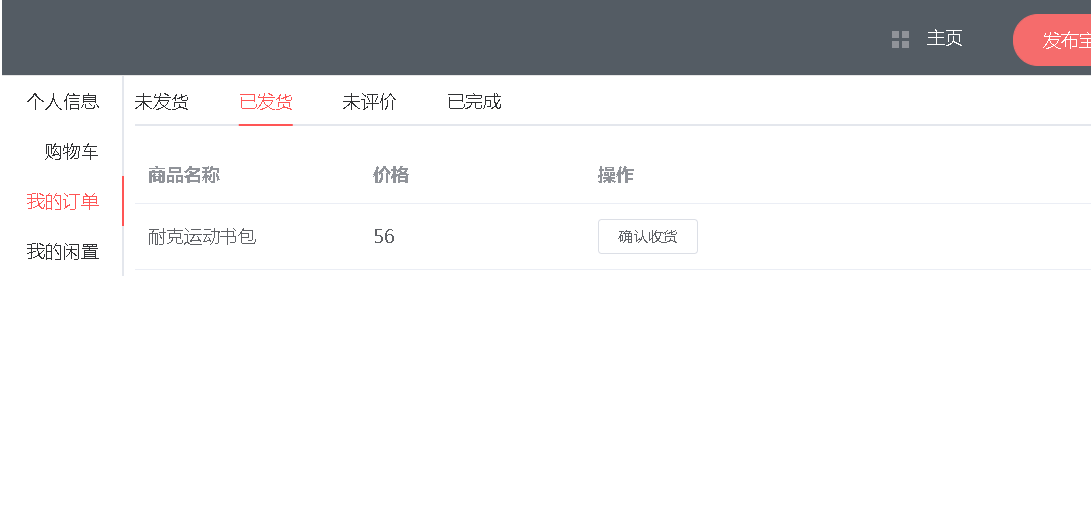 主页 发布宝
个人信息
购物车
我的订单
我的闲置
未发货 已发货 未评价 已完成
商品名称 价格 操作
耐克运动书包 56 确认收货